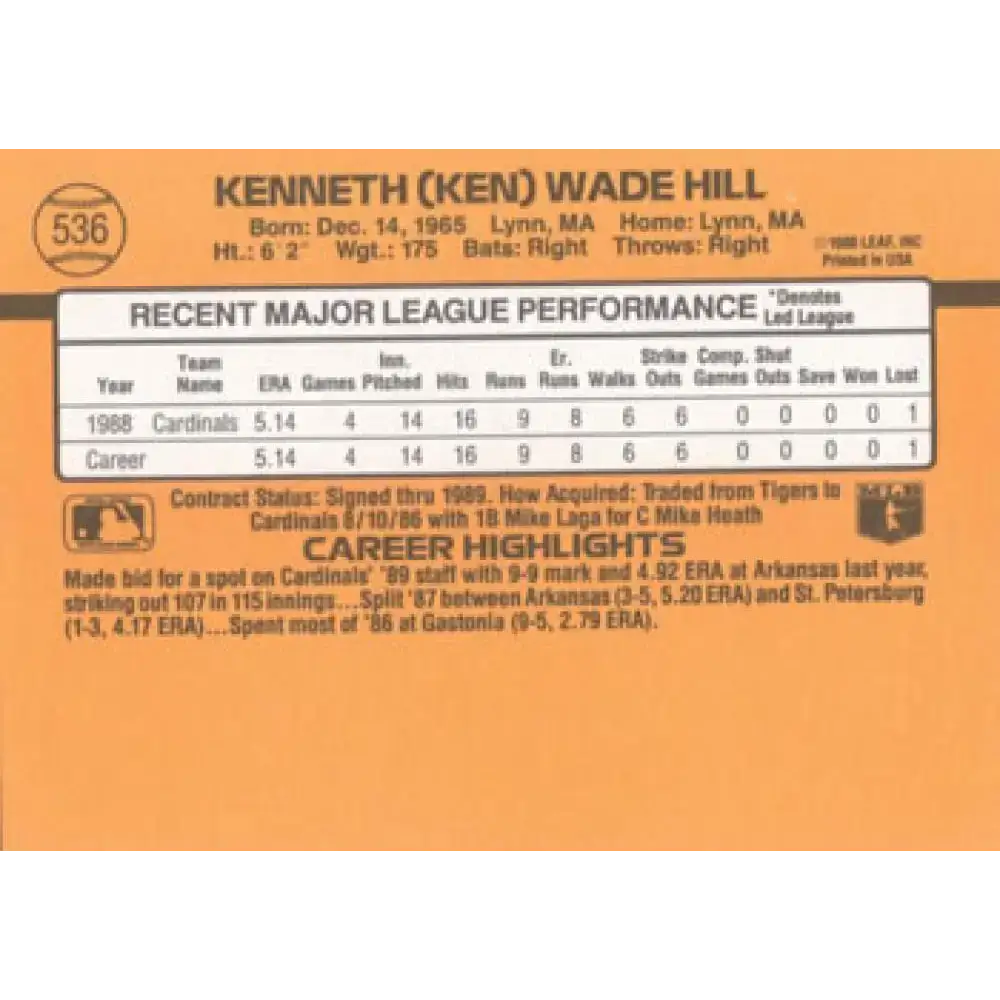 536
KENNETH (KEN) WADE HILL
Born: Dec. 14, 1965 Lynn, MA Home: Lynn, MA
Ht.: 6' 2" Wgt.: 175 Bats: Right Throws: Right
©1988 LEAF, INC
Printed in USA
RECENT MAJOR LEAGUE PERFORMANCE *Denotes Led League
Year Team Name ERA Games Inn. Pitched Hits Runs Er. Runs Walks Strike Outs Comp. Games Shut Outs Save Won Lost
1988 Cardinals 5.14 4 14 16 9 8 6 6 0 0 0 0 1
Career 5.14 4 14 16 9 8 6 6 0 0 0 0 1
Contract Status: Signed thru 1989. How Acquired: Traded from Tigers to
Cardinals 8/10/86 with 1B Mike Laga for C Mike Heath
CAREER HIGHLIGHTS
Made bid for a spot on Cardinals' '89 staff with 9-9 mark and 4.92 ERA at Arkansas last year,
striking out 107 in 115 innings...Split '87 between Arkansas (3-5, 5.20 ERA) and St. Petersburg
(1-3, 4.17 ERA)...Spent most of '86 at Gastonia (9-5, 2.79 ERA).